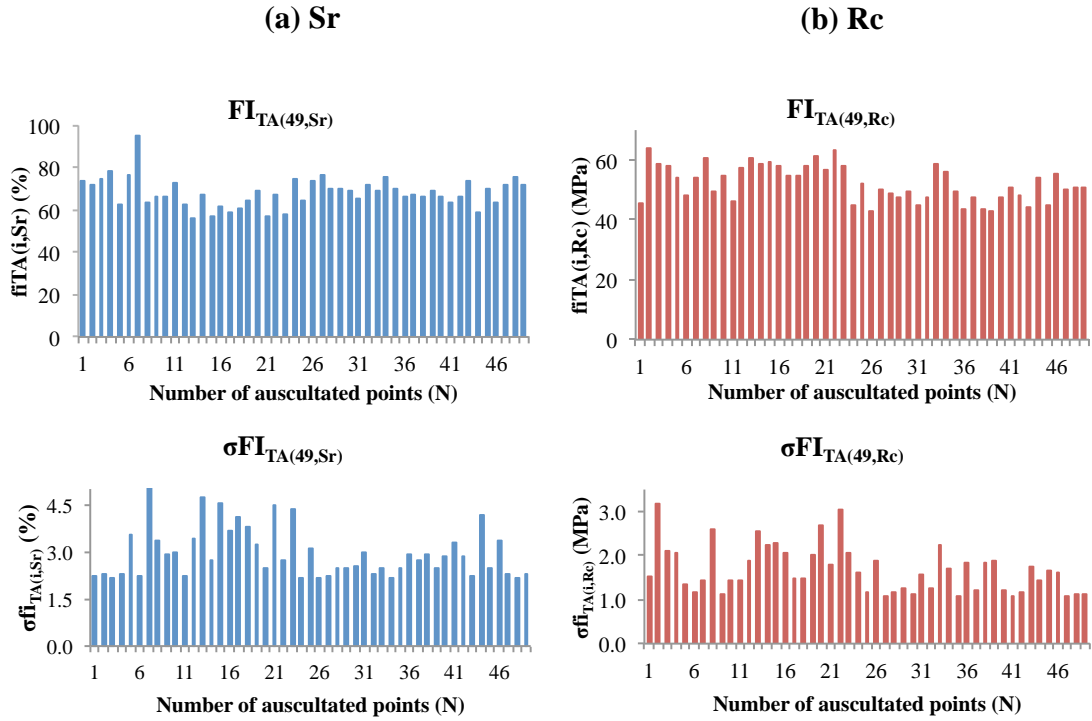 (a) Sr
(b) Rc
FI_TA(49,Sr)
fiTA(i,Sr) (%)
100
80
60
40
20
0
1 6 11 16 21 26 31 36 41 46
Number of auscultated points (N)
FI_TA(49,Rc)
fiTA(i,Rc) (MPa)
60
40
20
0
1 6 11 16 21 26 31 36 41 46
Number of auscultated points (N)
σFI_TA(49,Sr)
σfi_TA(i,Sr) (%)
4.5
3.0
1.5
0.0
1 6 11 16 21 26 31 36 41 46
Number of auscultated points (N)
σFI_TA(49,Rc)
σfi_TA(i,Rc) (MPa)
3.0
2.0
1.0
0.0
1 6 11 16 21 26 31 36 41 46
Number of auscultated points (N)